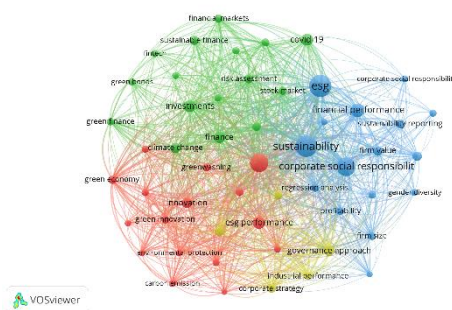 financial markets
sustainable finance
covid-19
fintech
esg
risk assestment
corporate social responsibilit
green bonds
stock market
investments
financial performance
green finance
sustainability reporting
finance
sustainability
climate change
firm value
greenwashing
corporate social responsibilit
green economy
regression analysis
gender diversity
innovation
profitability
green innovation
esg performance
firm size
environmental protection
governance approach
industrial performance
carbon emission
corporate strategy
VOSviewer